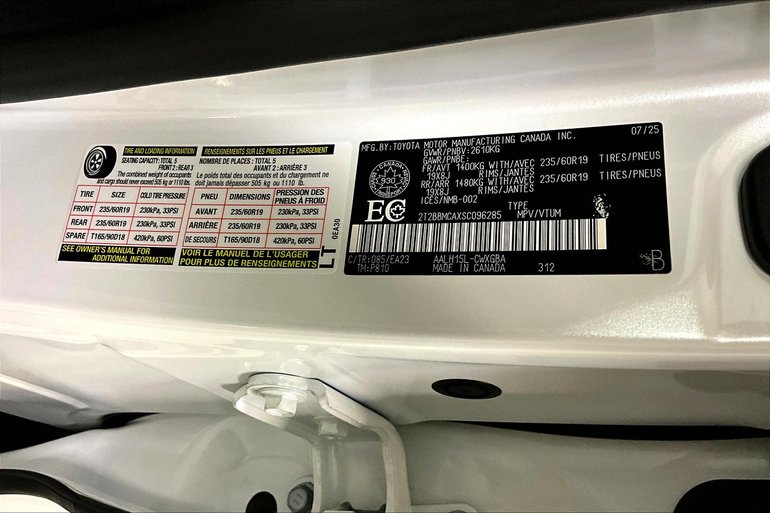 TIRE AND LOADING INFORMATION
SEATING CAPACITY: TOTAL 5
FRONT 2 : REAR 3
The combined weight of occupants
and cargo should never exceed 505 kg or 1110 lb.
TIRE SIZE COLD TIRE PRESSURE
FRONT 235/60R19 230kPa, 33PSI
REAR 235/60R19 230kPa, 33PSI
SPARE T165/90D18 420kPa, 60PSI
SEE OWNER'S MANUAL FOR
ADDITIONAL INFORMATION
RENSEIGNEMENTS SUR LES PNEUS ET LE CHARGEMENT
NOMBRE DE PLACES : TOTAL 5
AVANT 2 : ARRIÈRE 3
Le poids total des occupants et du chargement ne
doit jamais dépasser 505 kg ou 1110 lb.
PNEU DIMENSIONS PRESSION DES
PNEUS À FROID
AVANT 235/60R19 230kPa, 33PSI
ARRIÈRE 235/60R19 230kPa, 33PSI
DE SECOURS T165/90D18 420kPa, 60PSI
VOIR LE MANUEL DE L'USAGER
POUR PLUS DE RENSEIGNEMENTS
LT 0EA30
MFG.BY:TOYOTA MOTOR MANUFACTURING CANADA INC. 07/25
GVWR/PNBV:2610KG
GAWR/PNBE:
FR/AVT 1400KG WITH/AVEC 235/60R19 TIRES/PNEUS
19X8J RIMS/JANTES
RR/ARR 1480KG WITH/AVEC 235/60R19 TIRES/PNEUS
19X8J RIMS/JANTES
ICES/NMB-002
CANADA
930
EC
TYPE
2T2BBMCAXSC096285 MPV/VTUM
C/TR:085/EA23 AALH15L-CWXGBA
TM:P810 MADE IN CANADA 312
B